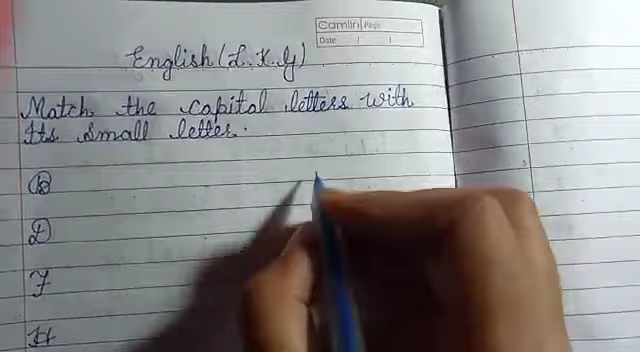 Camlin Page
Date / /
English (L.K.G)
Match the capital letters with
Its small letter.
B
D
F
H